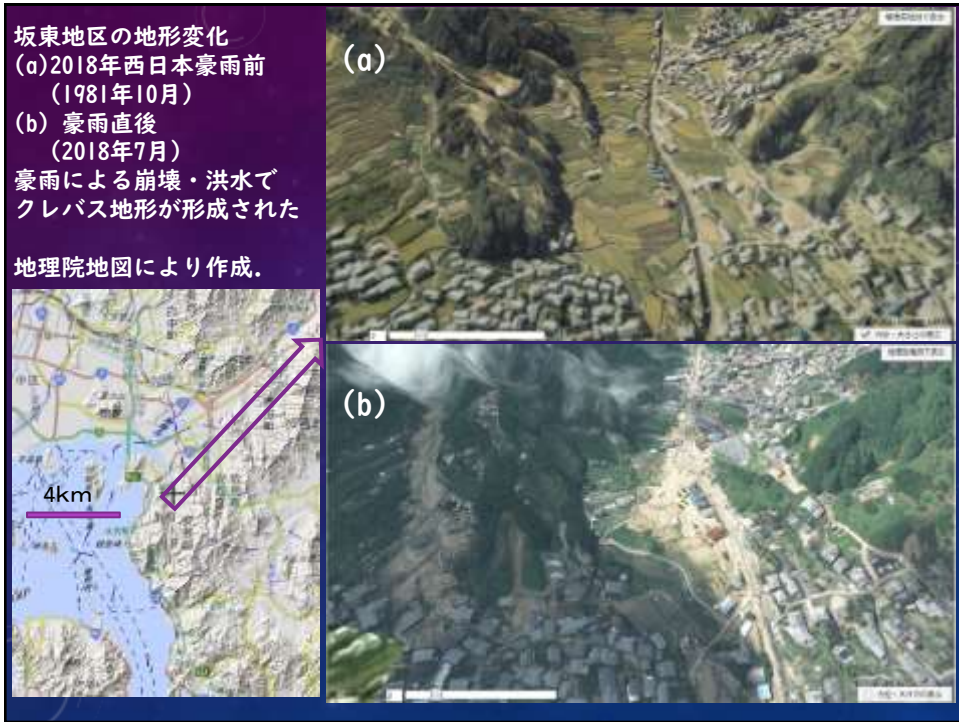 坂東地区の地形変化
(a)2018年西日本豪雨前
(1981年10月)
(b) 豪雨直後
(2018年7月)
豪雨による崩壊・洪水で
クレバス地形が形成された
地理院地図により作成.
(a)
(b)
4km